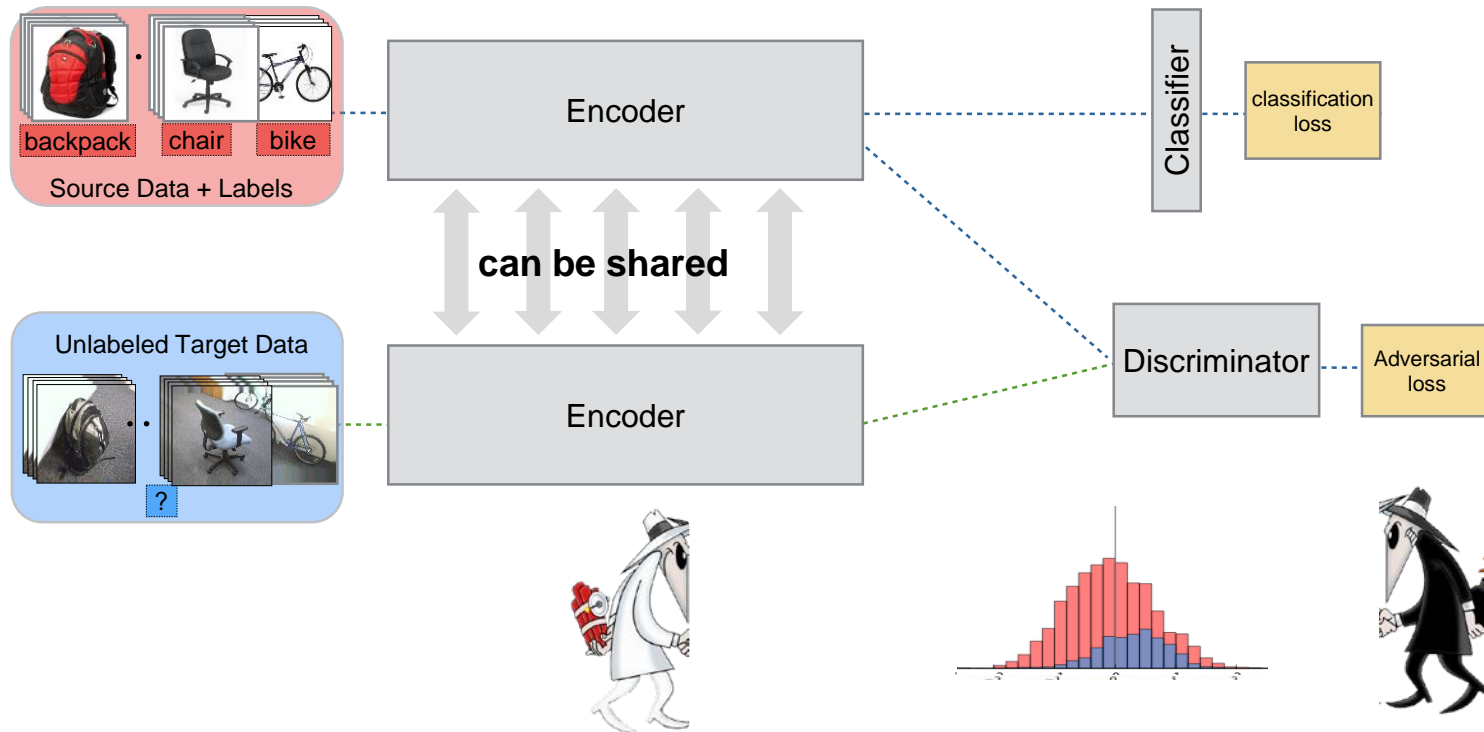 backpack
chair
bike
Source Data + Labels
Encoder
Classifier
classification
loss
can be shared
Unlabeled Target Data
?
Encoder
Discriminator
Adversarial
loss